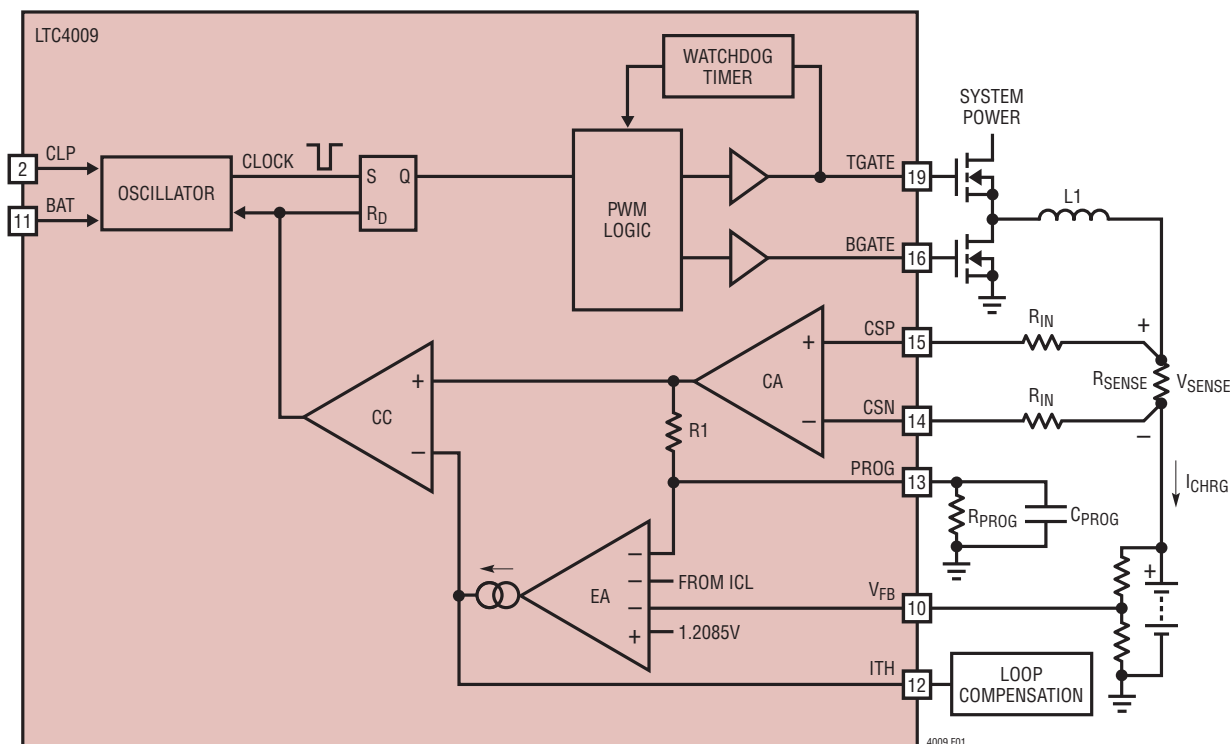 LTC4009
WATCHDOG
TIMER
SYSTEM
POWER
2
CLP
11
BAT
OSCILLATOR
CLOCK
S
Q
RD
PWM
LOGIC
TGATE
19
BGATE
16
L1
CSP
15
RIN
+
RSENSE
VSENSE
CSN
14
RIN
−
CC
+
−
CA
+
−
R1
PROG
13
RPROG
CPROG
ICHRG
EA
−
−
−
+
FROM ICL
1.2085V
VFB
10
+
ITH
12
LOOP
COMPENSATION
4009 F01